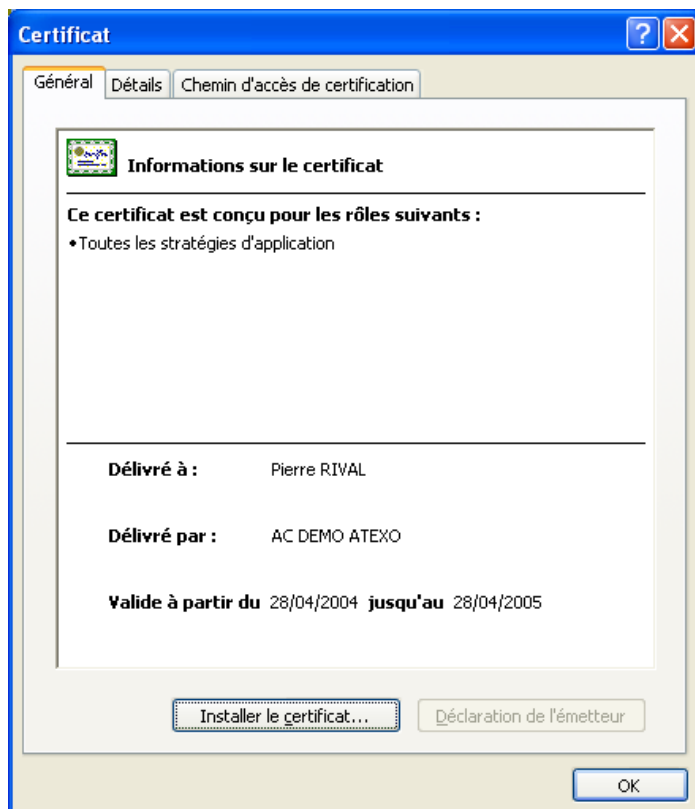 Certificat
Général Détails Chemin d'accès de certification
Informations sur le certificat
Ce certificat est conçu pour les rôles suivants :
•Toutes les stratégies d'application
Délivré à : Pierre RIVAL
Délivré par : AC DEMO ATEXO
Valide à partir du 28/04/2004 jusqu'au 28/04/2005
Installer le certificat... Déclaration de l'émetteur
OK